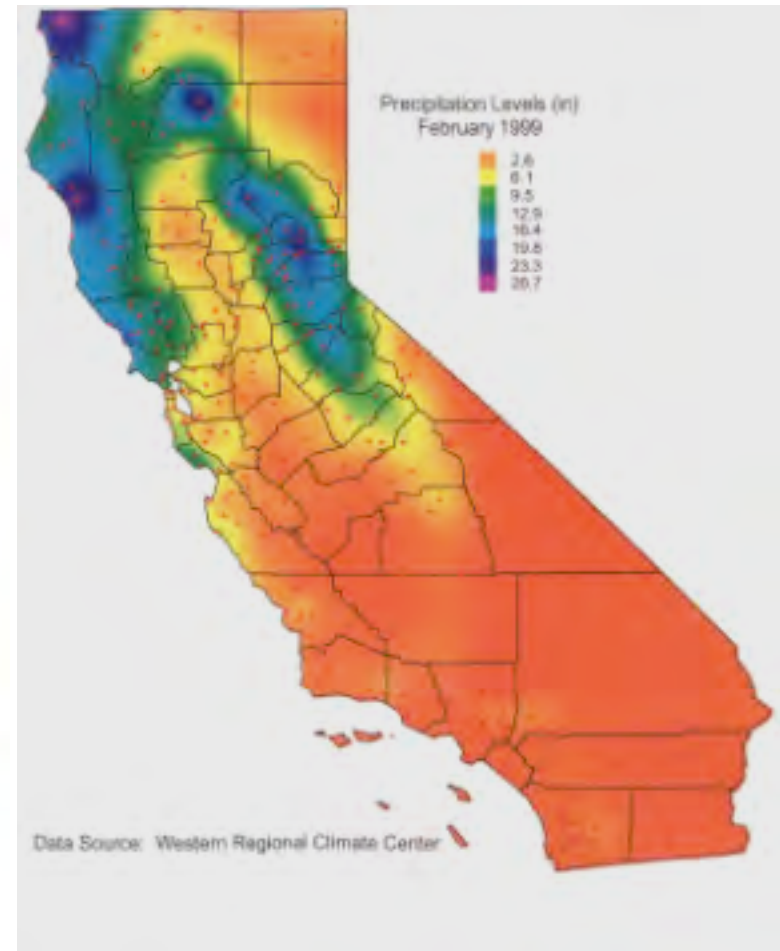 Precipitation Levels (in)
February 1999
2.6
6.1
9.5
12.9
16.4
19.8
23.3
26.7
Data Source: Western Regional Climate Center